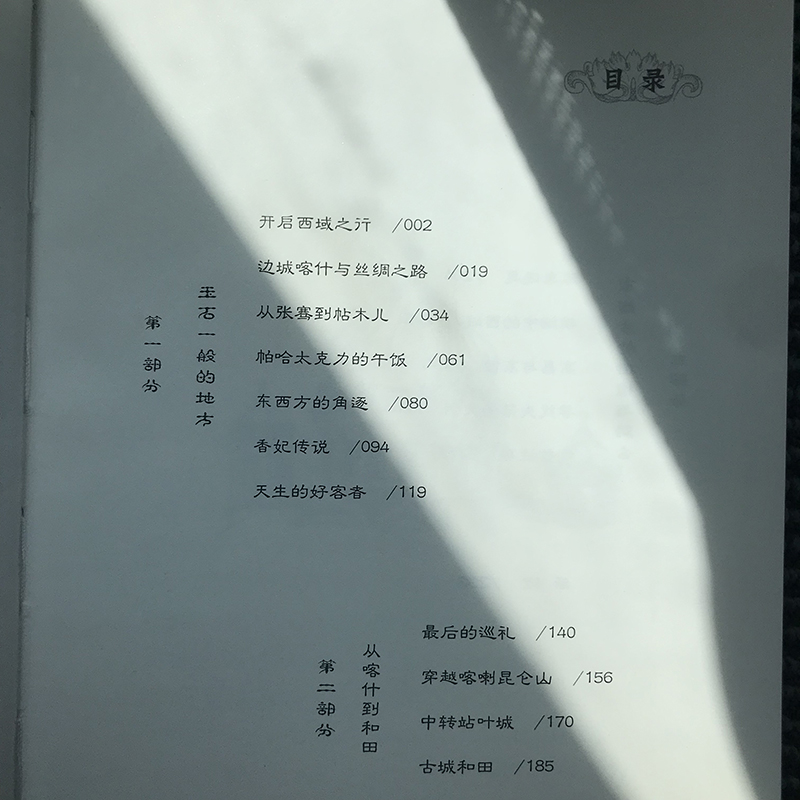 目录
第一部分
玉石一般的地方
开启西域之行 /002
边城喀什与丝绸之路 /019
从张骞到帖木儿 /034
帕哈太克力的午饭 /061
东西方的角逐 /080
香妃传说 /094
天生的好客者 /119
第二部分
从喀什到和田
最后的巡礼 /140
穿越喀喇昆仑山 /156
中转站叶城 /170
古城和田 /185